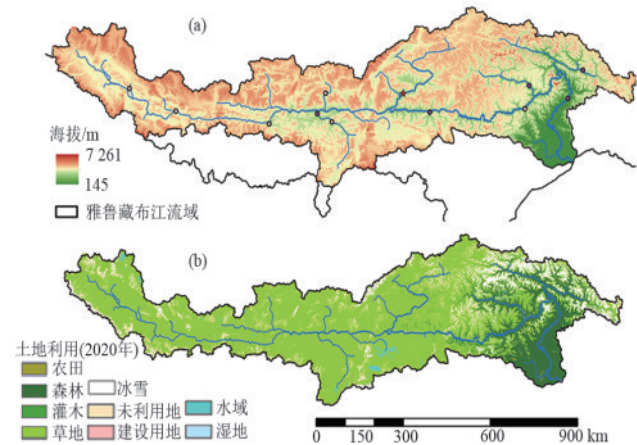 (a)
海拔/m
7 261
145
雅鲁藏布江流域
(b)
土地利用(2020年)
农田
森林 冰雪
灌木 未利用地 水域
草地 建设用地 湿地
0 150 300 600 900 km